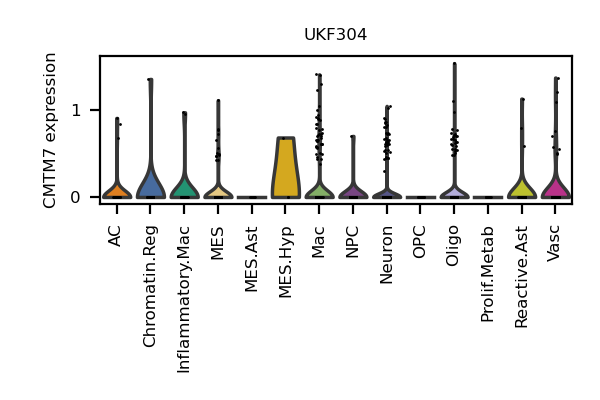 UKF304
CMTM7 expression
1
0
AC
Chromatin.Reg
Inflammatory.Mac
MES
MES.Ast
MES.Hyp
Mac
NPC
Neuron
OPC
Oligo
Prolif.Metab
Reactive.Ast
Vasc